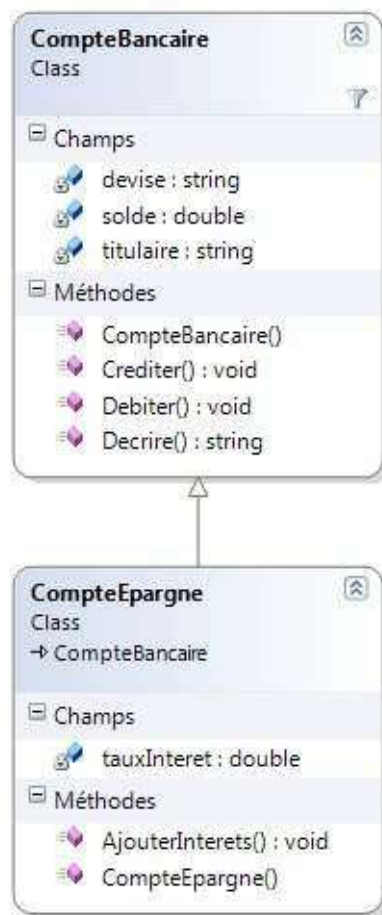 CompteBancaire
Class
Champs
devise : string
solde : double
titulaire : string
Méthodes
CompteBancaire()
Crediter() : void
Debiter() : void
Decrire() : string
CompteEpargne
Class
CompteBancaire
Champs
tauxInteret : double
Méthodes
AjouterInterets() : void
CompteEpargne()